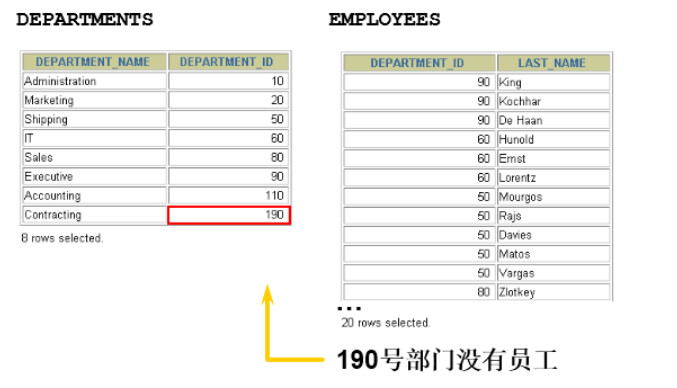 DEPARTMENTS
DEPARTMENT_NAME DEPARTMENT_ID
Administration 10
Marketing 20
Shipping 50
IT 60
Sales 80
Executive 90
Accounting 110
Contracting 190
8 rows selected.
EMPLOYEES
DEPARTMENT_ID LAST_NAME
90 King
90 Kochhar
90 De Haan
60 Hunold
60 Ernst
60 Lorentz
50 Mourgos
50 Rajs
50 Davies
50 Matos
50 Vargas
80 Zlotkey
...
20 rows selected.
190号部门没有员工